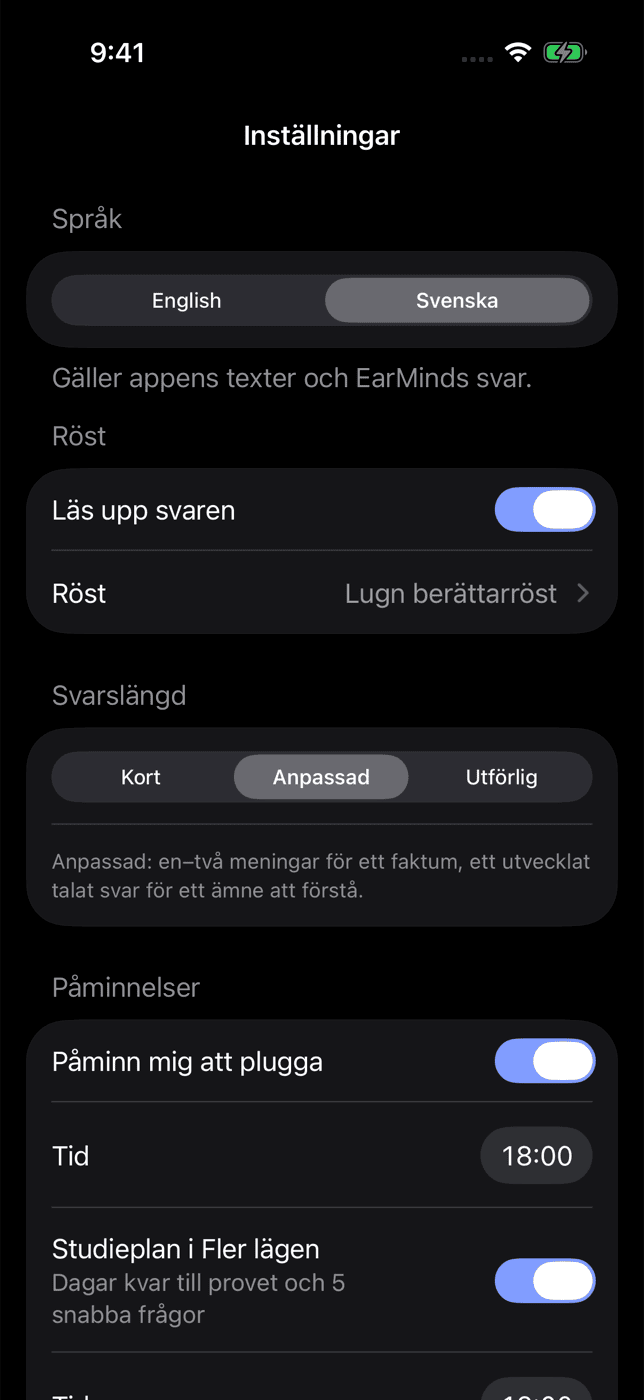 9:41
Inställningar
Språk
English
Svenska
Gäller appens texter och EarMinds svar.
Röst
Läs upp svaren
Röst
Lugn berättarröst
Svarslängd
Kort
Anpassad
Utförlig
Anpassad: en–två meningar för ett faktum, ett utvecklat
talat svar för ett ämne att förstå.
Påminnelser
Påminn mig att plugga
Tid
18:00
Studieplan i Fler lägen
Dagar kvar till provet och 5
snabba frågor